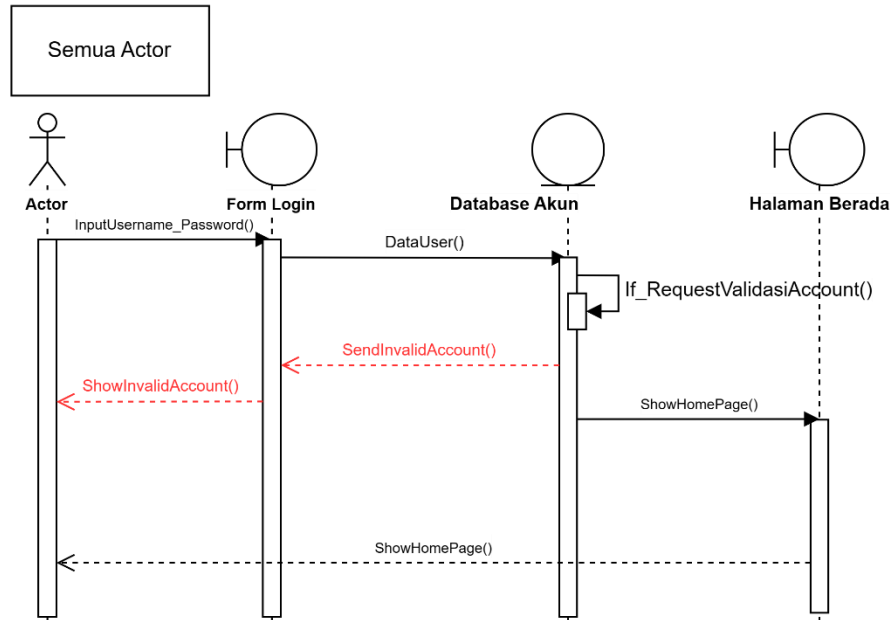 Semua Actor
Actor
Form Login
Database Akun
Halaman Berada
InputUsername_Password()
DataUser()
If_RequestValidasiAccount()
SendInvalidAccount()
ShowInvalidAccount()
ShowHomePage()
ShowHomePage()